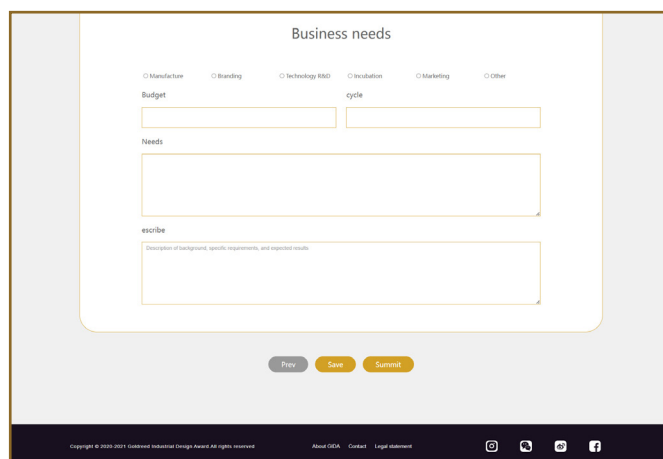 Business needs
Manufacture Branding Technology R&D Incubation Marketing Other
Budget cycle
Needs
escribe
Description of background, specific requirements, and expected results
Prev Save Summit
Copyright © 2020-2021 Goldreed Industrial Design Award.All rights reserved About GIDA Contact Legal statement